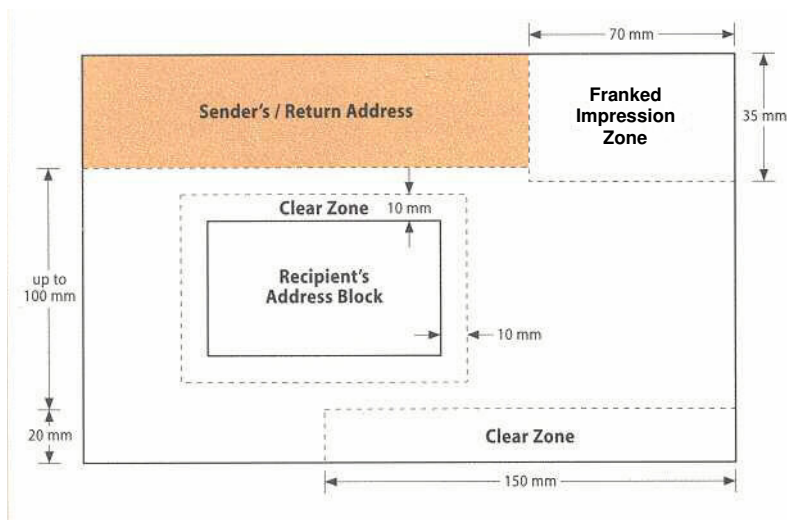 70 mm
Sender's / Return Address
Franked
Impression
Zone
35 mm
Clear Zone
10 mm
Recipient's
Address Block
up to
100 mm
10 mm
20 mm
Clear Zone
150 mm